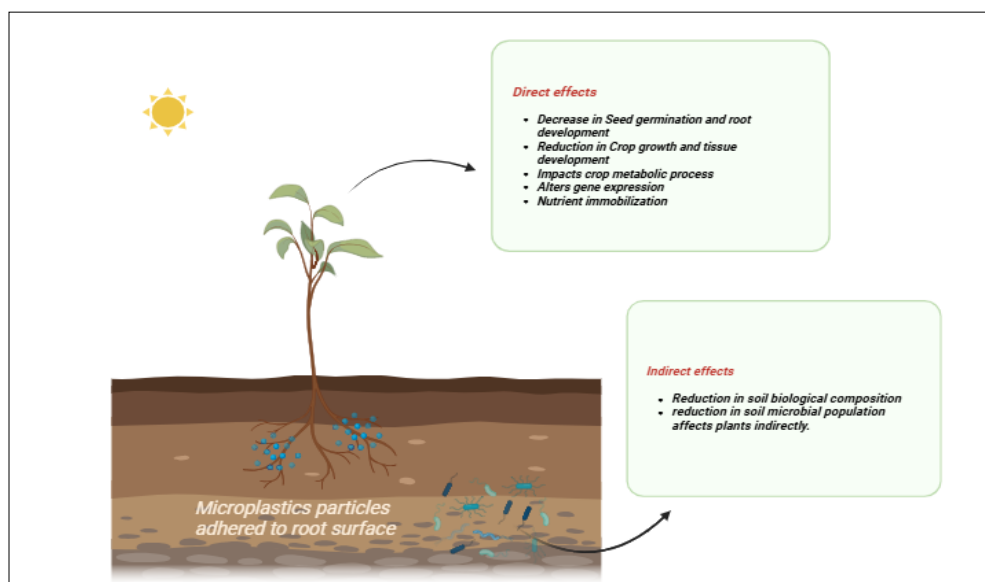 Direct effects
• Decrease in Seed germination and root
development
• Reduction in Crop growth and tissue
development
• Impacts crop metabolic process
• Alters gene expression
• Nutrient immobilization
Indirect effects
• Reduction in soil biological composition
• reduction in soil microbial population
affects plants indirectly.
Microplastics particles
adhered to root surface